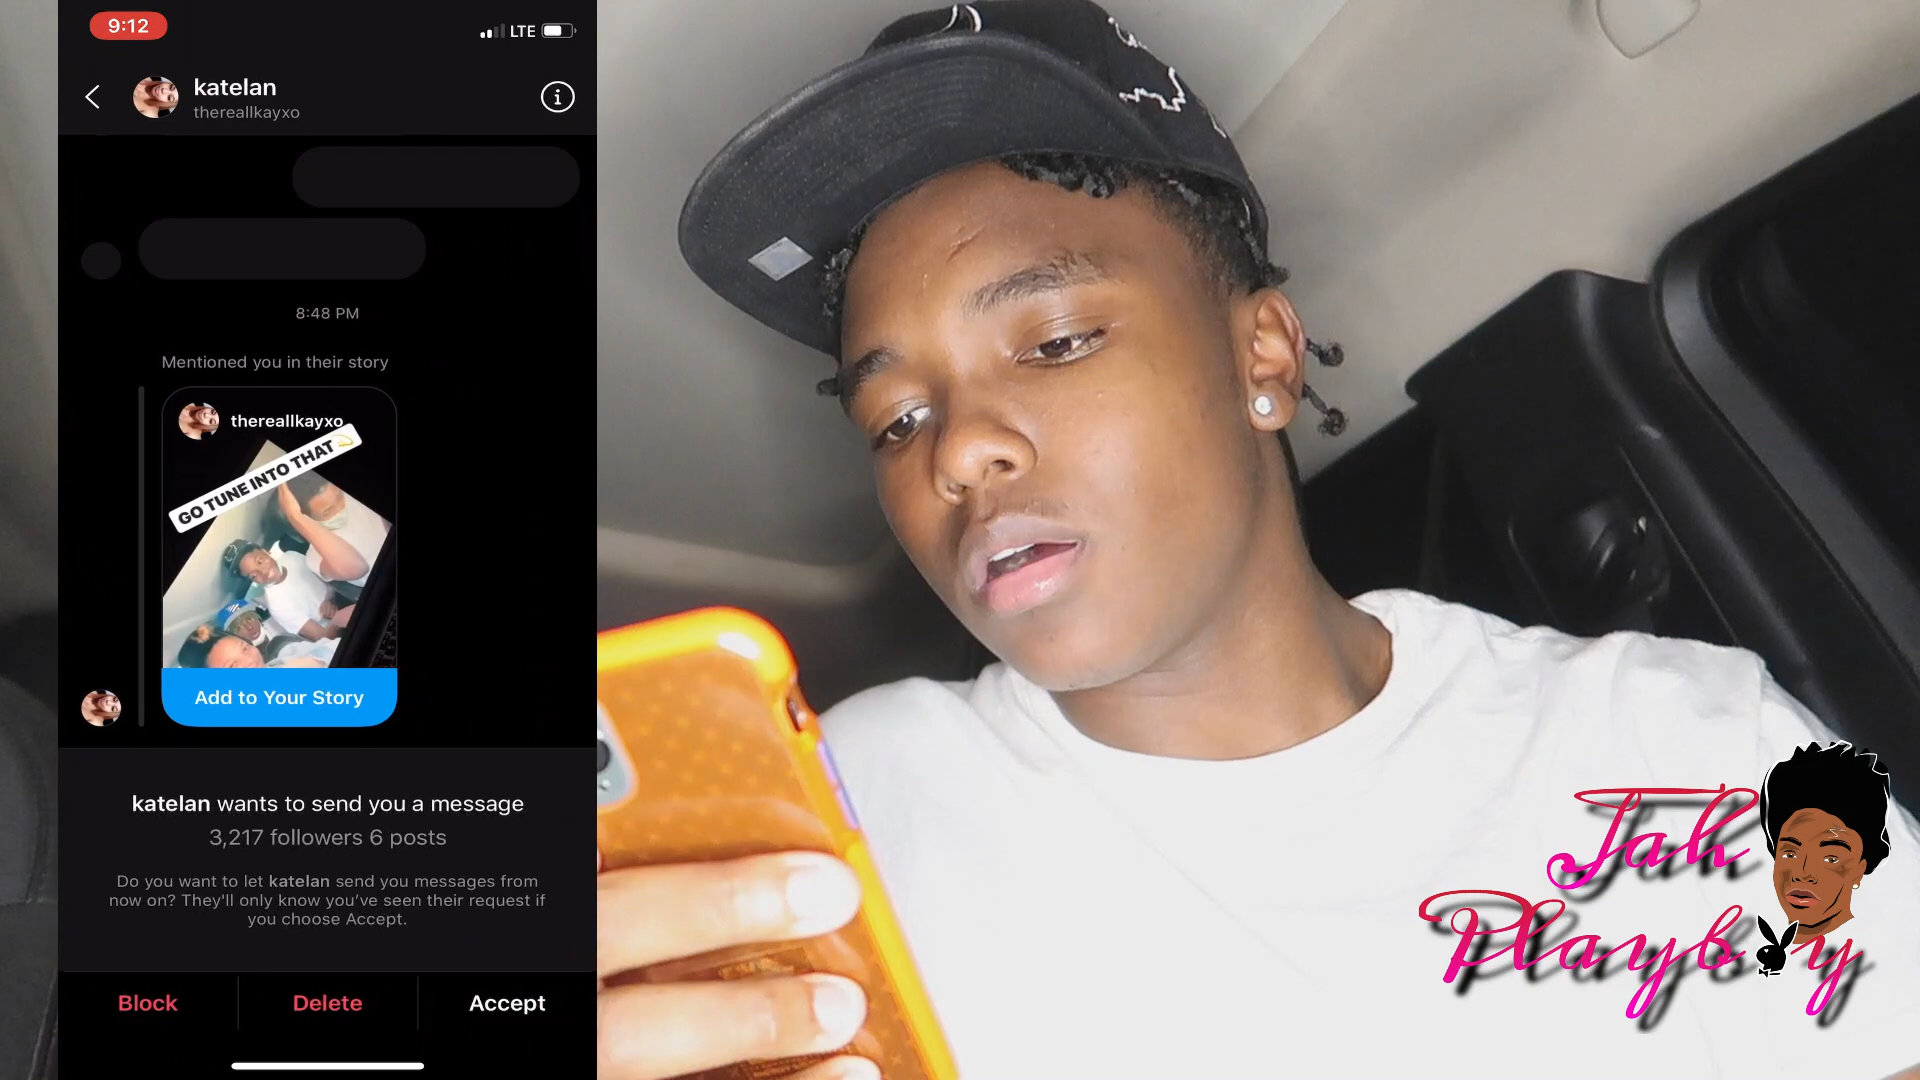 9:12
LTE
katelan
thereallkayxo
8:48 PM
Mentioned you in their story
thereallkayxo
GO TUNE INTO THAT
Add to Your Story
katelan wants to send you a message
3,217 followers 6 posts
Do you want to let katelan send you messages from
now on? They'll only know you've seen their request if
you choose Accept.
Block
Delete
Accept
Jah
Playboy